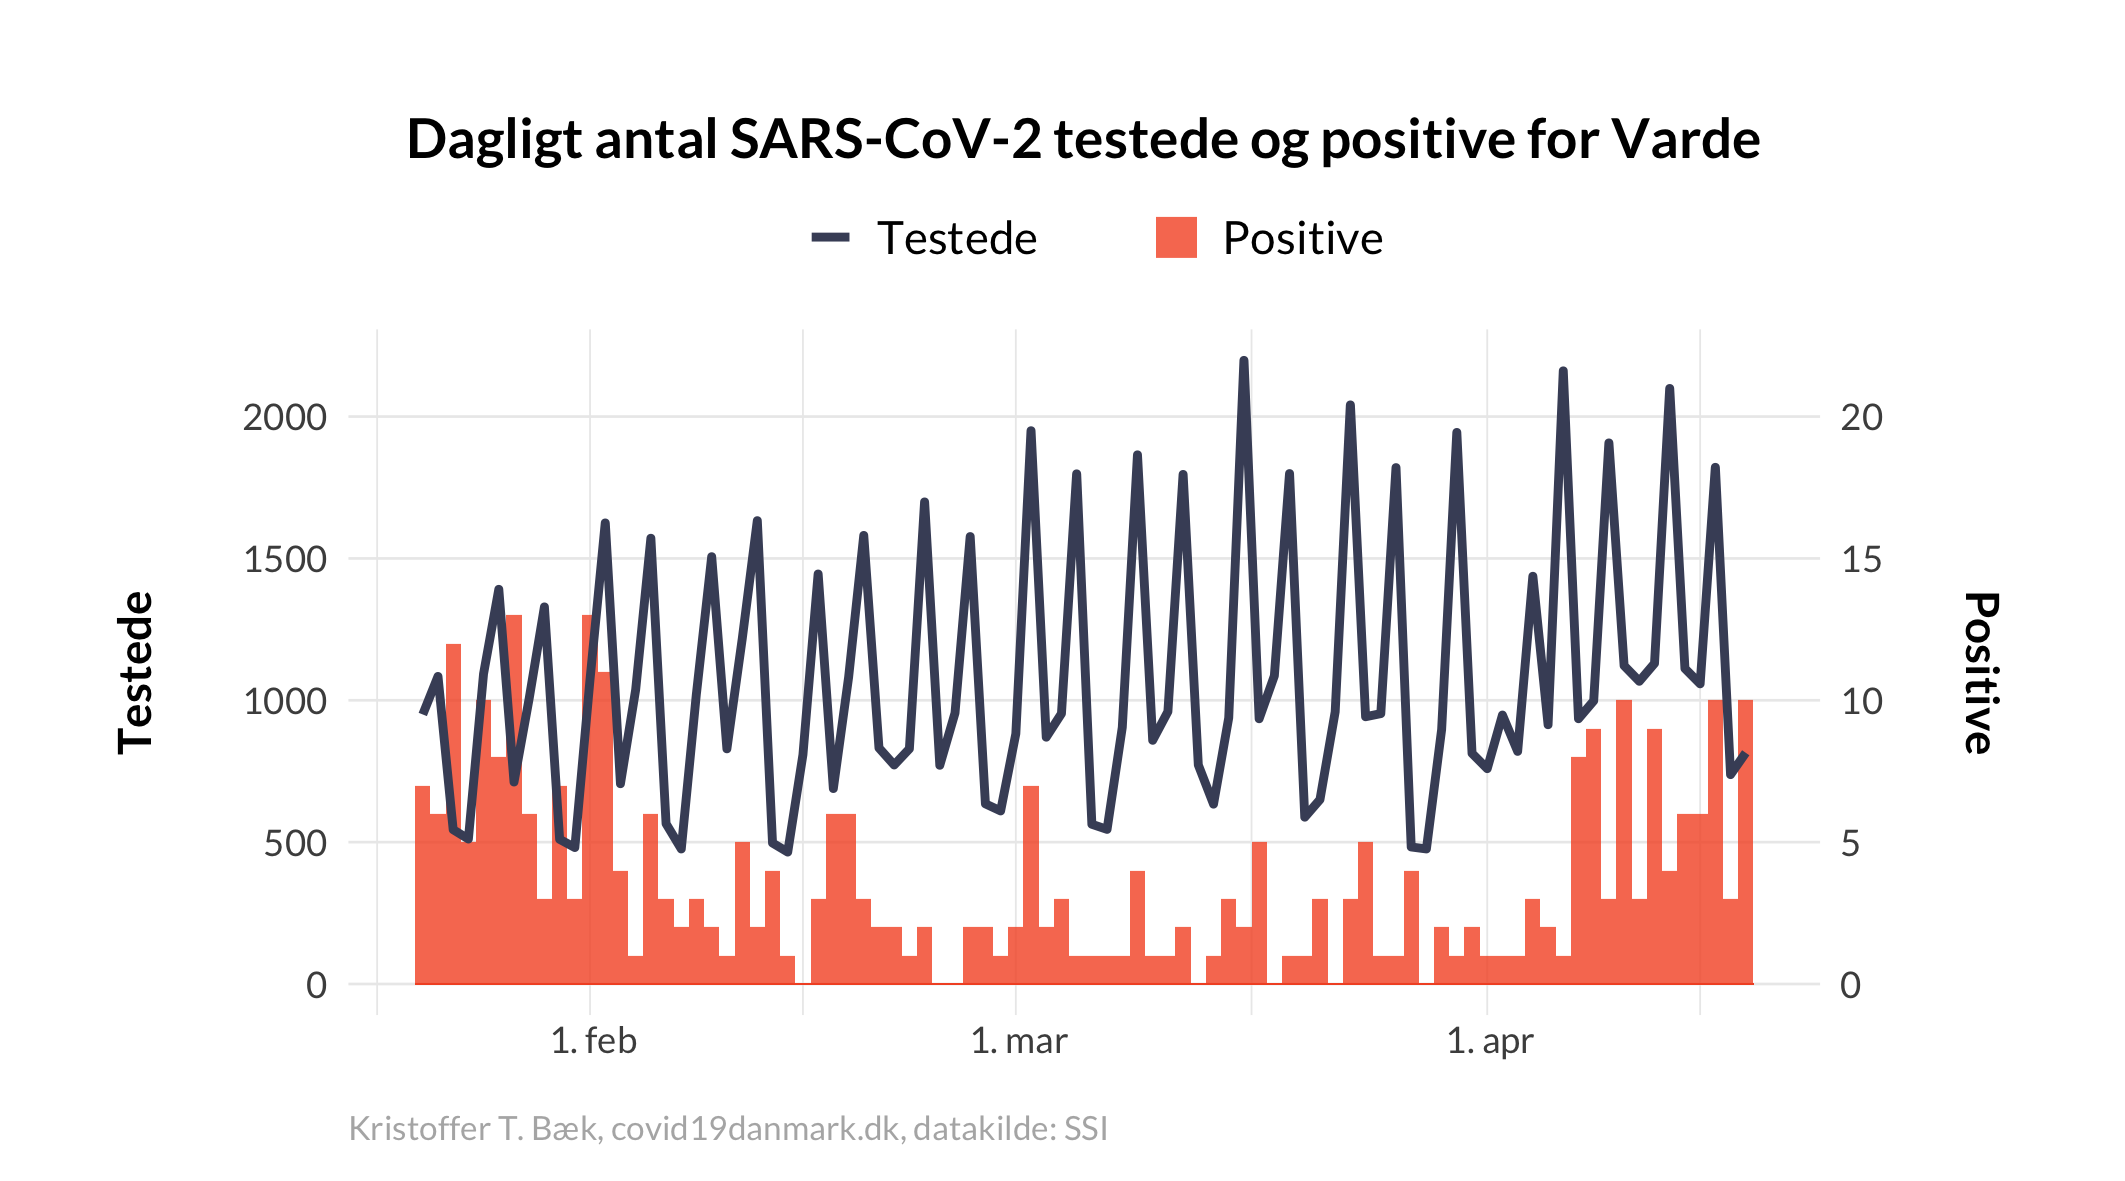 Dagligt antal SARS-CoV-2 testede og positive for Varde
Testede Positive
2000 20
1500 15
1000 10
500 5
0 0
Testede
Positive
1. feb 1. mar 1. apr
Kristoffer T. Bæk, covid19danmark.dk, datakilde: SSI